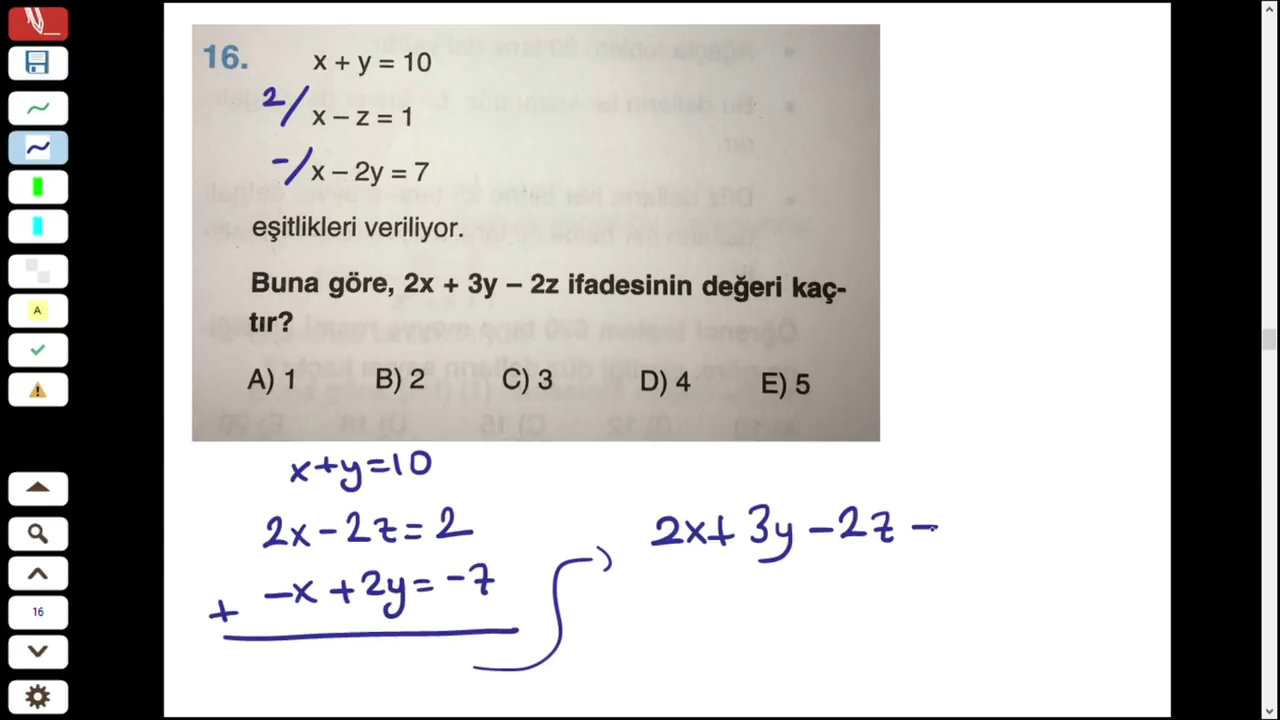 16.
x + y = 10
2/ x – z = 1
-/ x – 2y = 7
eşitlikleri veriliyor.
Buna göre, 2x + 3y – 2z ifadesinin değeri kaç-
tır?
A) 1 B) 2 C) 3 D) 4 E) 5
x+y=10
2x-2z=2
-x+2y=-7
+
2x+3y-2z -
A
16